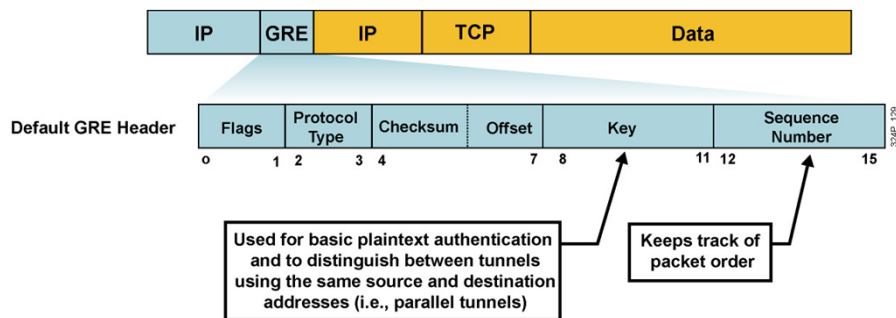 IP GRE IP TCP Data
Default GRE Header
Flags Protocol Type Checksum Offset Key Sequence Number
o 1 2 3 4 7 8 11 12 15
324P_129
Used for basic plaintext authentication
and to distinguish between tunnels
using the same source and destination
addresses (i.e., parallel tunnels)
Keeps track of
packet order